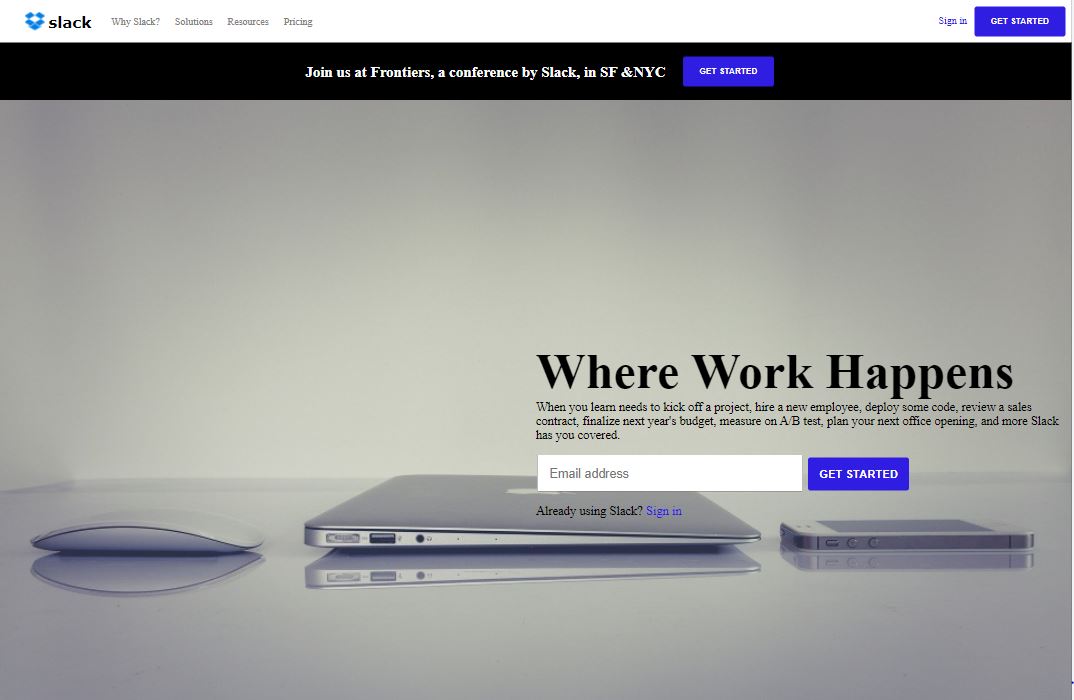 slack Why Slack? Solutions Resources Pricing Sign in GET STARTED
Join us at Frontiers, a conference by Slack, in SF &NYC GET STARTED
Where Work Happens
When you learn needs to kick off a project, hire a new employee, deploy some code, review a sales
contract, finalize next year's budget, measure on A/B test, plan your next office opening, and more Slack
has you covered.
Email address GET STARTED
Already using Slack? Sign in